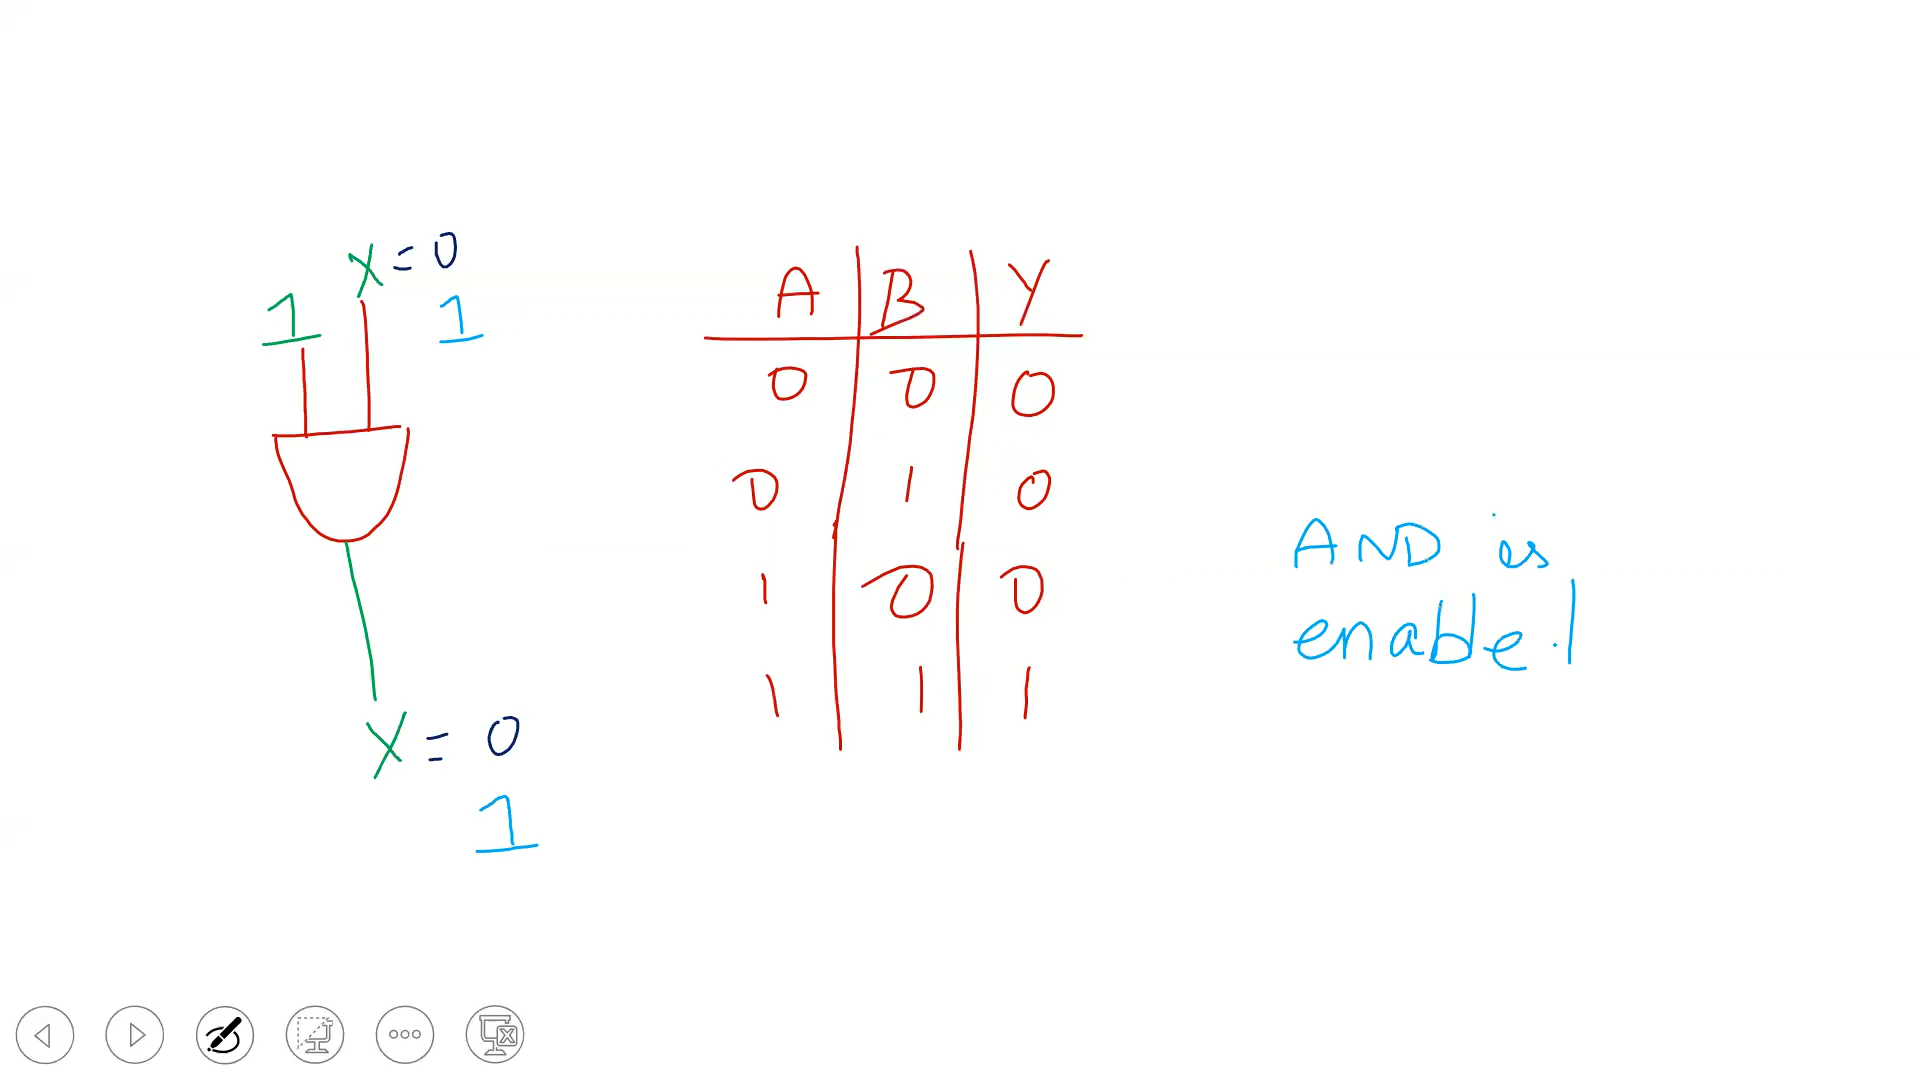 X = 0
1 1
X = 0
1
A B Y
0 0 0
0 1 0
1 0 0
1 1 1
AND is
enable.!